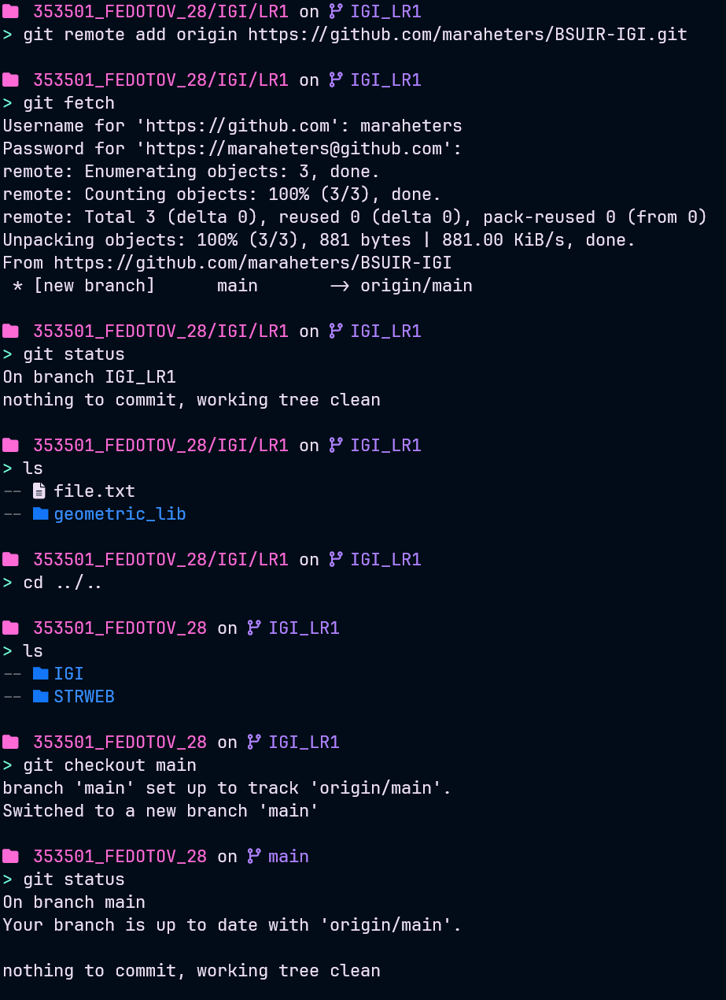 353501_FEDOTOV_28/IGI/LR1 on IGI_LR1
> git remote add origin https://github.com/maraheters/BSUIR-IGI.git
353501_FEDOTOV_28/IGI/LR1 on IGI_LR1
> git fetch
Username for 'https://github.com': maraheters
Password for 'https://maraheters@github.com':
remote: Enumerating objects: 3, done.
remote: Counting objects: 100% (3/3), done.
remote: Total 3 (delta 0), reused 0 (delta 0), pack-reused 0 (from 0)
Unpacking objects: 100% (3/3), 881 bytes | 881.00 KiB/s, done.
From https://github.com/maraheters/BSUIR-IGI
 * [new branch]      main       -> origin/main
353501_FEDOTOV_28/IGI/LR1 on IGI_LR1
> git status
On branch IGI_LR1
nothing to commit, working tree clean
353501_FEDOTOV_28/IGI/LR1 on IGI_LR1
> ls
-- file.txt
-- geometric_lib
353501_FEDOTOV_28/IGI/LR1 on IGI_LR1
> cd ../..
353501_FEDOTOV_28 on IGI_LR1
> ls
-- IGI
-- STRWEB
353501_FEDOTOV_28 on IGI_LR1
> git checkout main
branch 'main' set up to track 'origin/main'.
Switched to a new branch 'main'
353501_FEDOTOV_28 on main
> git status
On branch main
Your branch is up to date with 'origin/main'.
nothing to commit, working tree clean